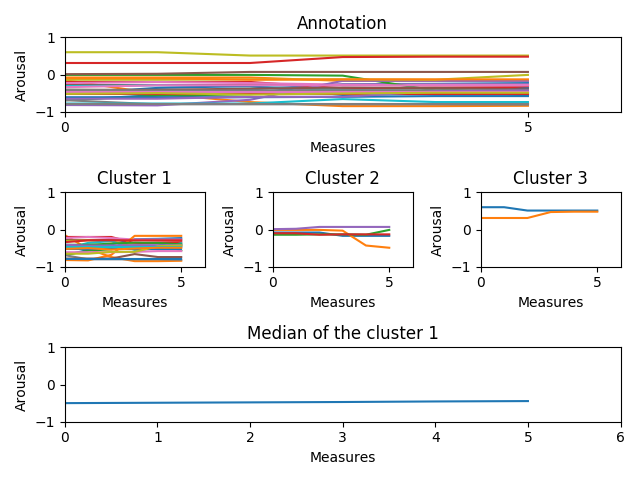 Annotation
1
0
−1
Arousal
0 5
Measures
Cluster 1 Cluster 2 Cluster 3
1 1 1
0 0 0
−1 −1 −1
Arousal Arousal Arousal
0 5 0 5 0 5
Measures Measures Measures
Median of the cluster 1
1
0
−1
Arousal
0 1 2 3 4 5 6
Measures